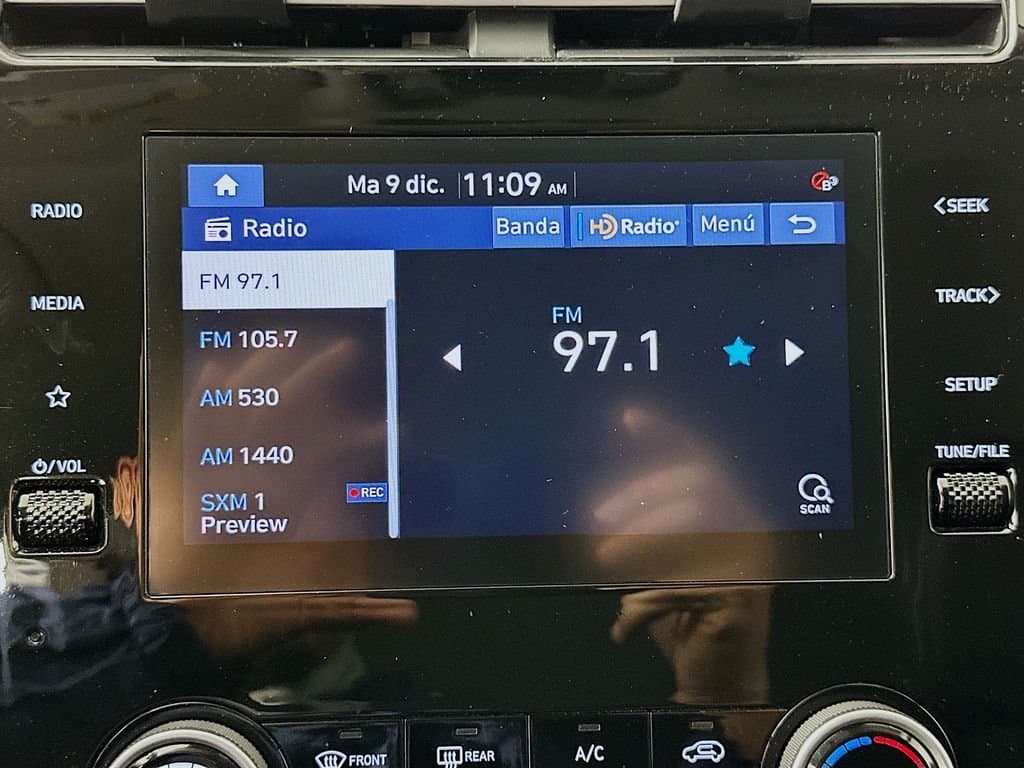 Ma 9 dic. 11:09 AM
Radio
Banda
HD Radio
Menú
FM 97.1
FM 105.7
AM 530
AM 1440
SXM 1
REC
Preview
FM
97.1
SCAN
RADIO
MEDIA
/VOL
<SEEK
TRACK>
SETUP
TUNE/FILE
FRONT
REAR
A/C